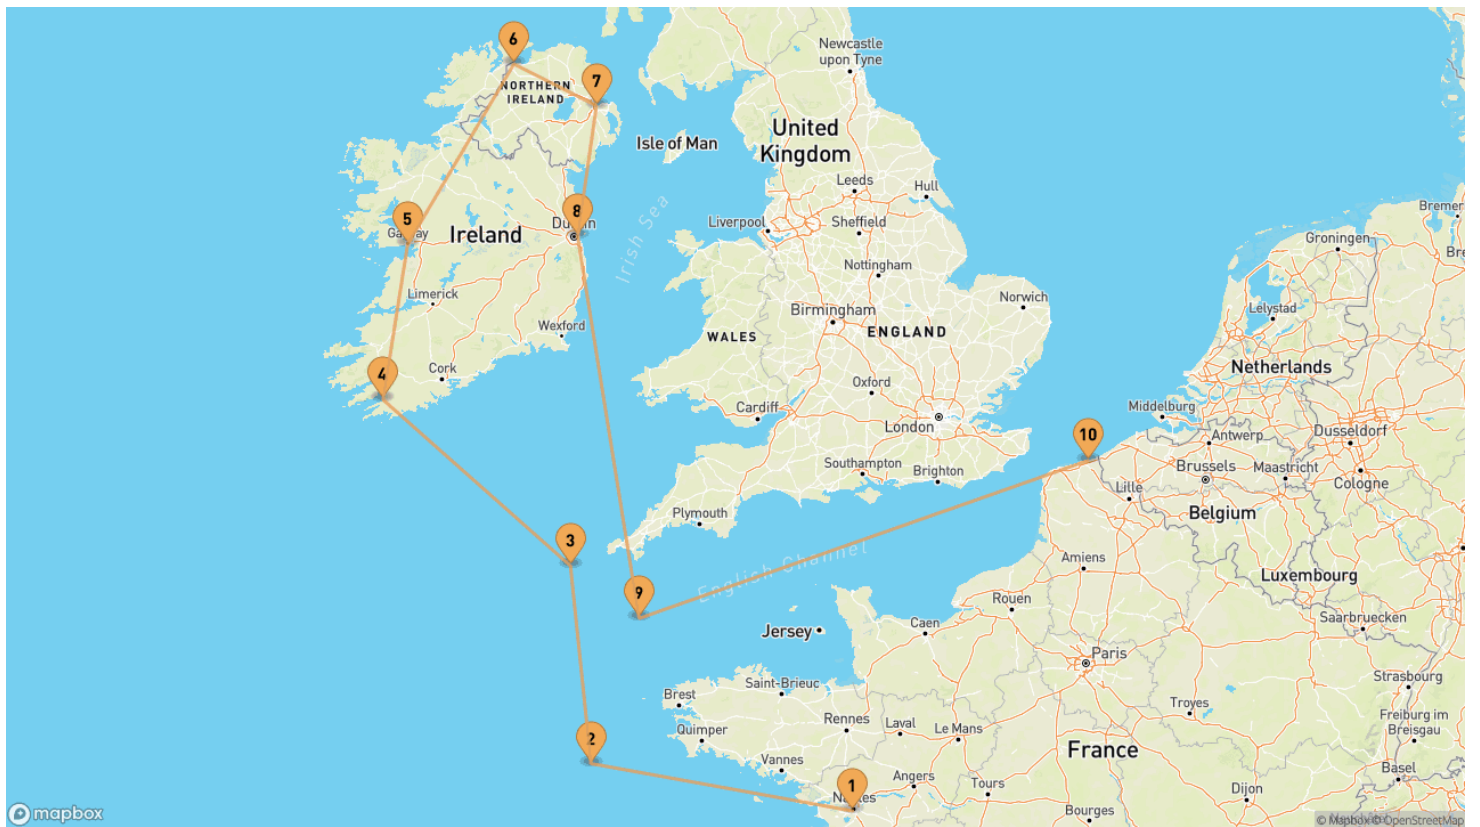 6
Newcastle
upon Tyne
7
NORTHERN
IRELAND
United
Kingdom
Isle of Man
Leeds
Hull
Bremen
5
8
Liverpool
Sheffield
Groningen
Irish Sea
Ireland
Nottingham
Limerick
Norwich
Birmingham
Lelystad
Wexford
WALES
ENGLAND
4
Cork
Oxford
Netherlands
Cardiff
Middelburg
London
10
Antwerp
Dusseldorf
Southampton
Brighton
Brussels
Maastricht
Lille
Cologne
Plymouth
Belgium
3
English Channel
Amiens
Luxembourg
9
Rouen
Jersey
Caen
Saarbruecken
Paris
Saint-Brieuc
Strasbourg
Brest
Rennes
Laval
Le Mans
Troyes
Quimper
Freiburg im
Breisgau
2
France
Vannes
Angers
Tours
Basel
1
Dijon
Bourges
mapbox
© Mapbox © OpenStreetMap